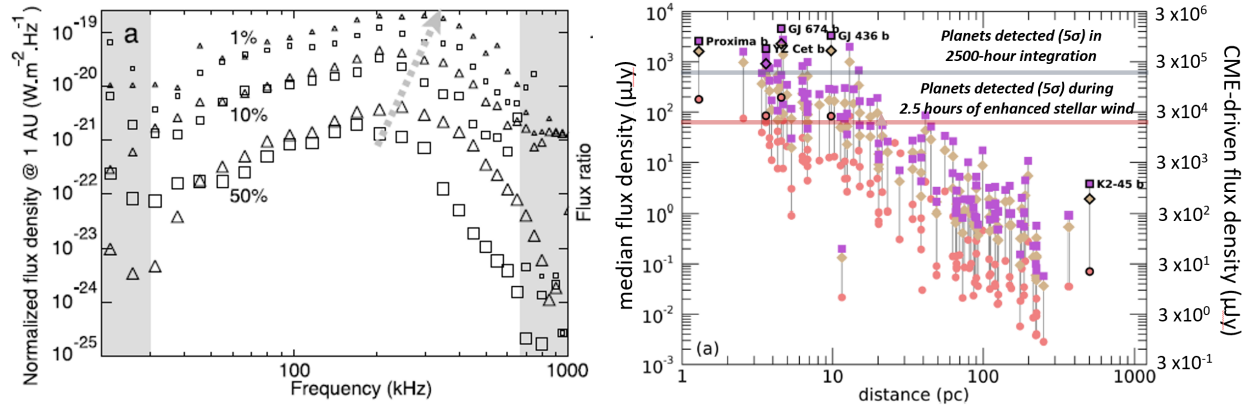 Normalized flux density @ 1 AU (W.m⁻².Hz⁻¹)
10⁻¹⁹
10⁻²⁰
10⁻²¹
10⁻²²
10⁻²³
10⁻²⁴
10⁻²⁵
a
1%
10%
50%
100
1000
Frequency (kHz)
Flux ratio
median flux density (μJy)
10⁴
10³
10²
10¹
10⁰
10⁻¹
10⁻²
10⁻³
Proxima b
YZ Cet b
GJ 674 b
GJ 436 b
Planets detected (5σ) in
2500-hour integration
Planets detected (5σ) during
2.5 hours of enhanced stellar wind
K2-45 b
(a)
1
10
100
1000
distance (pc)
3 x10⁶
3 x10⁵
3 x10⁴
3 x10³
3 x10²
3 x10¹
3 x10⁰
3 x10⁻¹
CME-driven flux density (μJy)